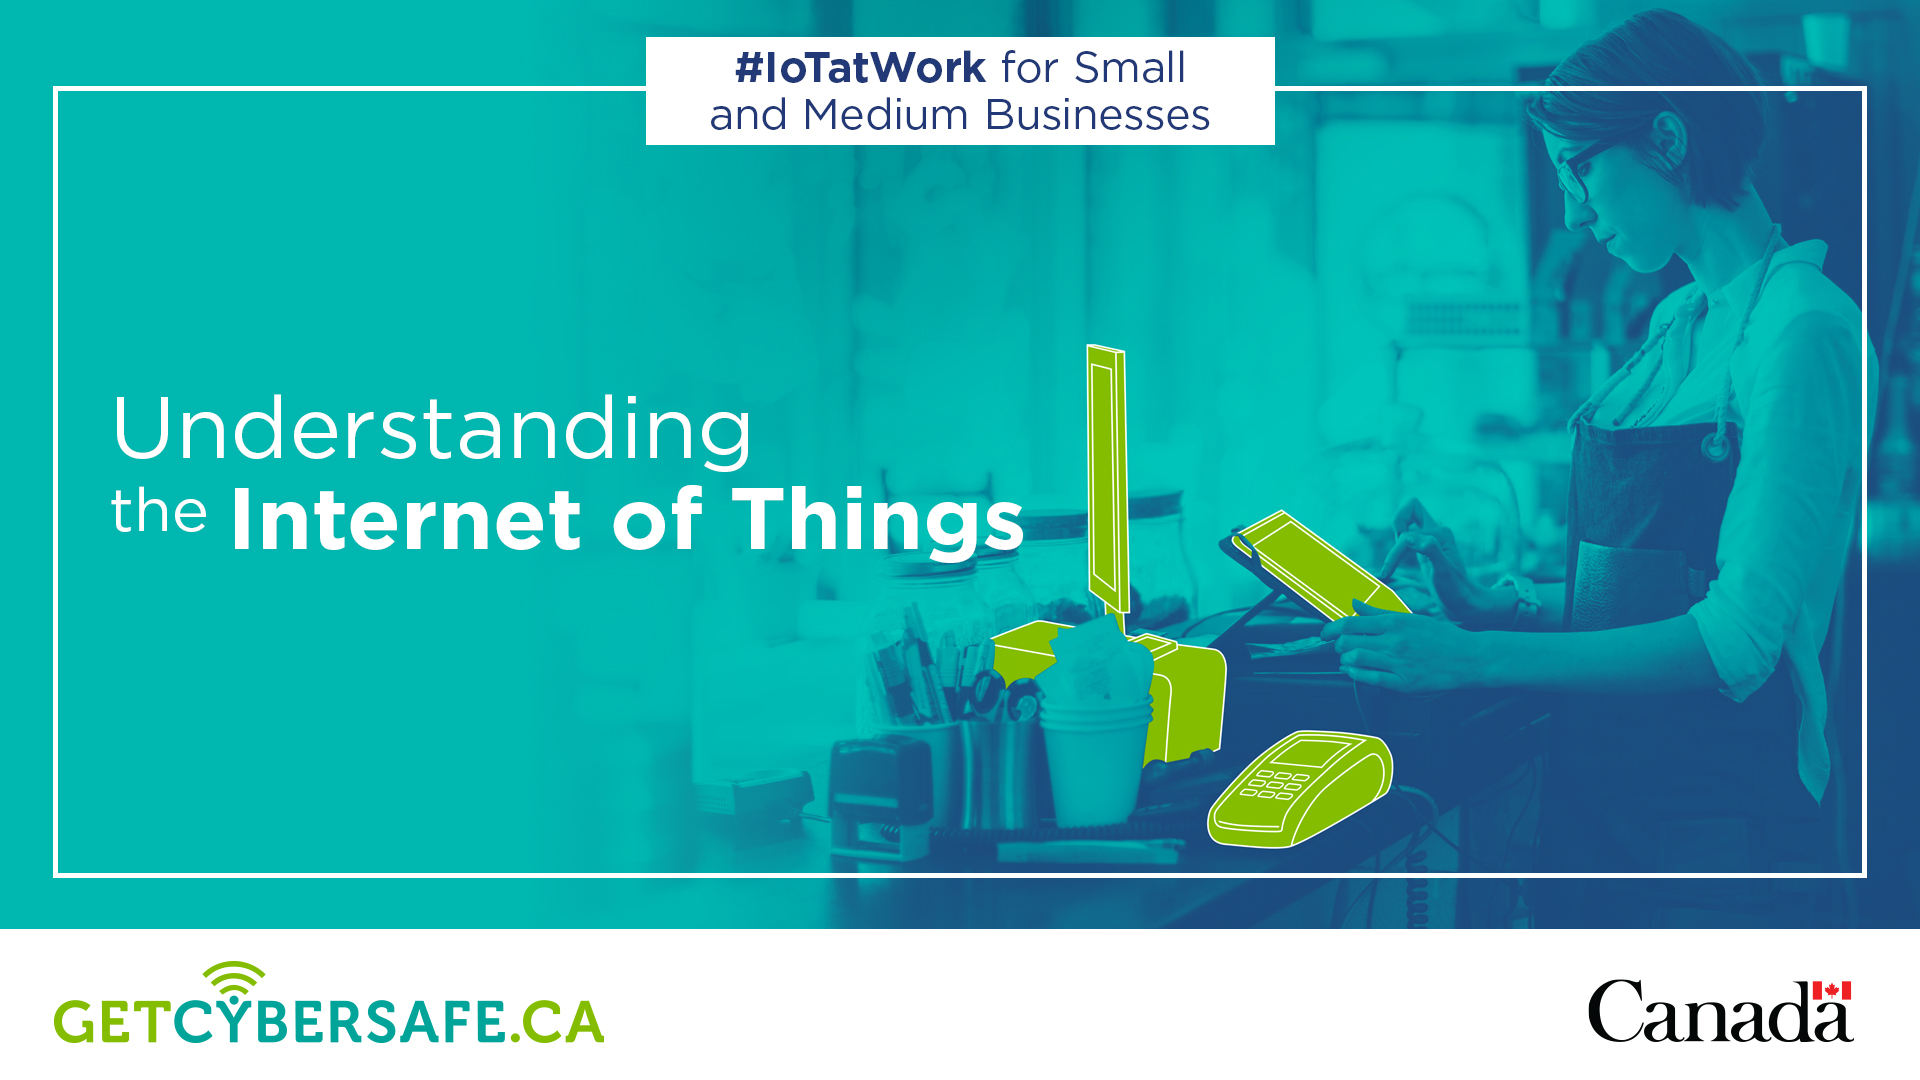 #IoTatWork for Small
and Medium Businesses
Understanding
the Internet of Things
GETCYBERSAFE.CA
Canada